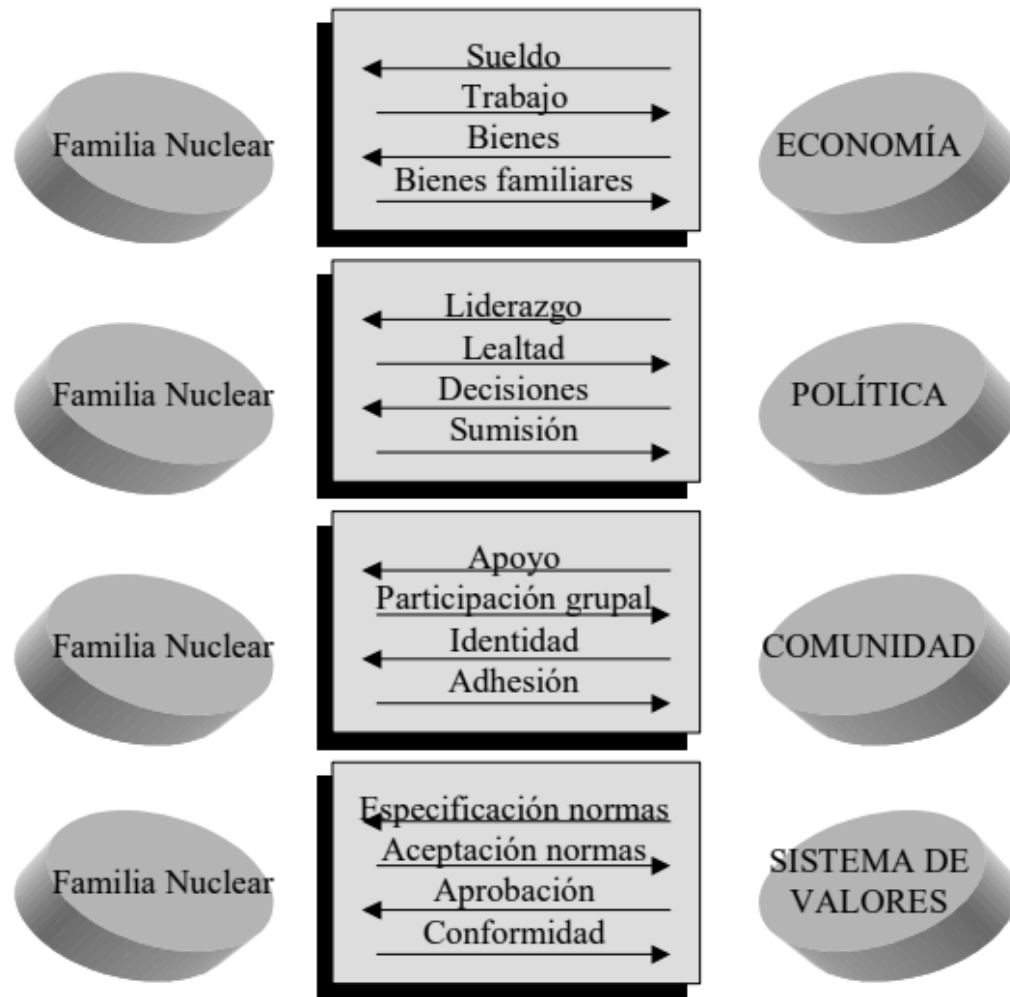 Familia Nuclear
Sueldo
Trabajo
Bienes
Bienes familiares
ECONOMÍA
Familia Nuclear
Liderazgo
Lealtad
Decisiones
Sumisión
POLÍTICA
Familia Nuclear
Apoyo
Participación grupal
Identidad
Adhesión
COMUNIDAD
Familia Nuclear
Especificación normas
Aceptación normas
Aprobación
Conformidad
SISTEMA DE
VALORES